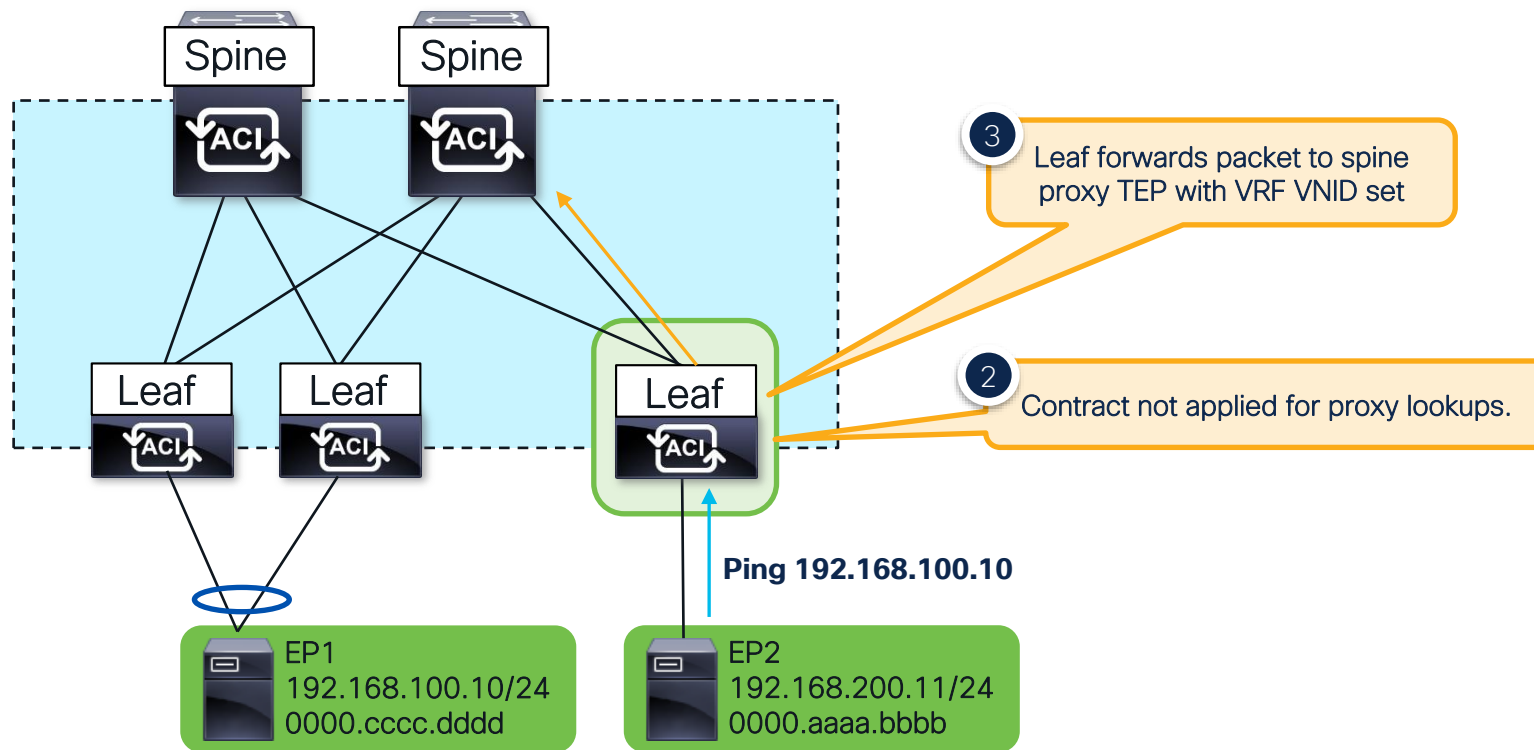 Spine
Spine
ACI
ACI
3
Leaf forwards packet to spine
proxy TEP with VRF VNID set
2
Contract not applied for proxy lookups.
Leaf
Leaf
Leaf
ACI
ACI
ACI
Ping 192.168.100.10
EP1
192.168.100.10/24
0000.cccc.dddd
EP2
192.168.200.11/24
0000.aaaa.bbbb